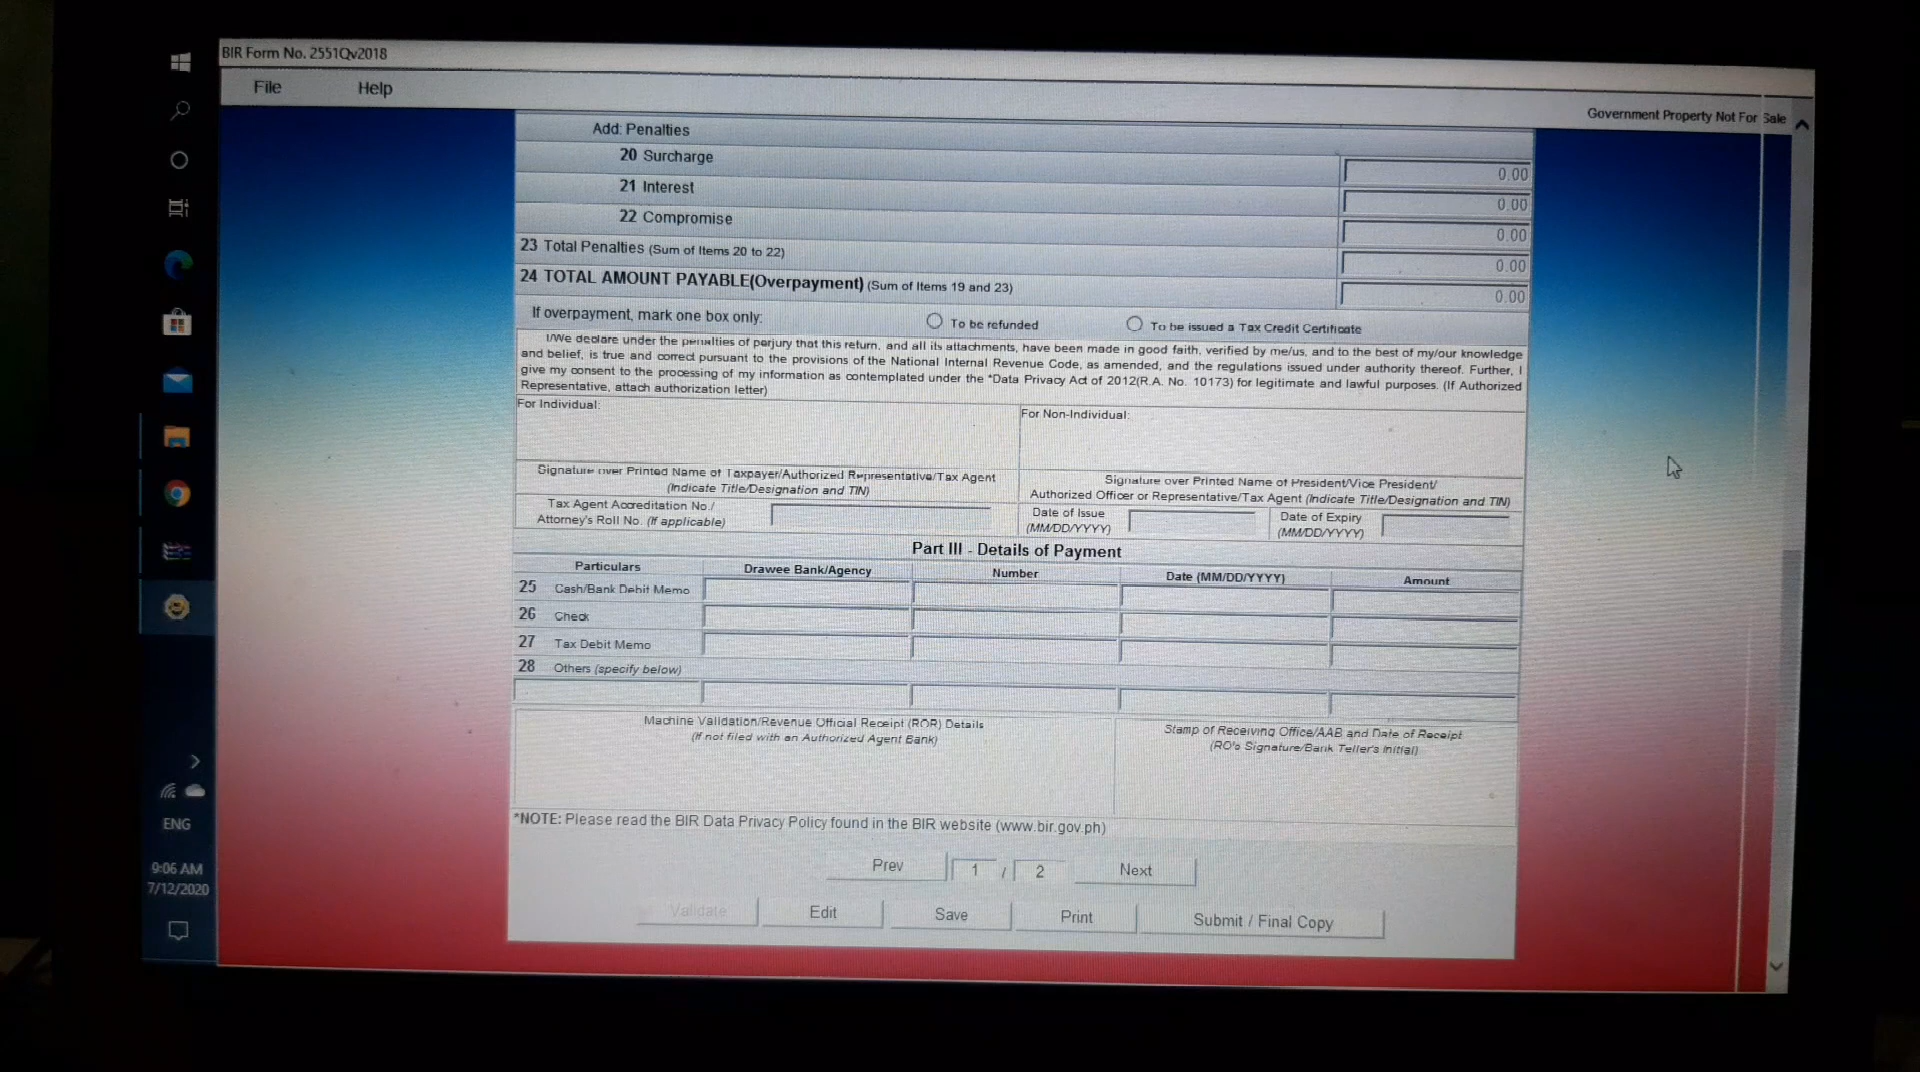 BIR Form No. 2551Qv2018
File Help
Government Property Not For Sale
Add: Penalties
20 Surcharge 0.00
21 Interest 0.00
22 Compromise 0.00
23 Total Penalties (Sum of Items 20 to 22) 0.00
24 TOTAL AMOUNT PAYABLE(Overpayment) (Sum of Items 19 and 23) 0.00
If overpayment, mark one box only: To be refunded To be issued a Tax Credit Certificate
I/We declare under the penalties of perjury that this return, and all its attachments, have been made in good faith, verified by me/us, and to the best of my/our knowledge
and belief, is true and correct pursuant to the provisions of the National Internal Revenue Code, as amended, and the regulations issued under authority thereof. Further, I
give my consent to the processing of my information as contemplated under the *Data Privacy Act of 2012(R.A. No. 10173) for legitimate and lawful purposes. (If Authorized
Representative, attach authorization letter)
For Individual: For Non-Individual:
Signature over Printed Name of Taxpayer/Authorized Representative/Tax Agent
(Indicate Title/Designation and TIN)
Signature over Printed Name of President/Vice President/
Authorized Officer or Representative/Tax Agent (Indicate Title/Designation and TIN)
Tax Agent Accreditation No./
Attorney's Roll No. (If applicable)
Date of Issue
(MM/DD/YYYY)
Date of Expiry
(MM/DD/YYYY)
Part III - Details of Payment
Particulars Drawee Bank/Agency Number Date (MM/DD/YYYY) Amount
25 Cash/Bank Debit Memo
26 Check
27 Tax Debit Memo
28 Others (specify below)
Machine Validation/Revenue Official Receipt (ROR) Details
(If not filed with an Authorized Agent Bank)
Stamp of Receiving Office/AAB and Date of Receipt
(RO's Signature/Bank Teller's Initial)
*NOTE: Please read the BIR Data Privacy Policy found in the BIR website (www.bir.gov.ph)
Prev 1 / 2 Next
Validate Edit Save Print Submit / Final Copy
ENG
9:06 AM
7/12/2020